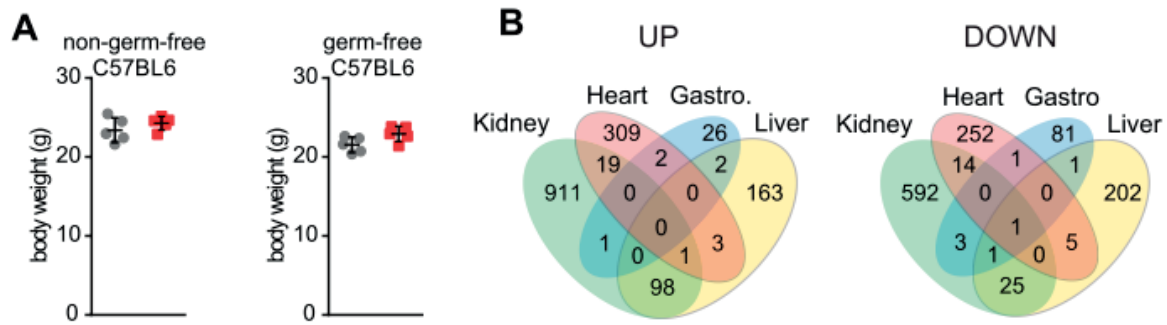 A
non-germ-free
C57BL6
body weight (g)
30
20
10
0
germ-free
C57BL6
body weight (g)
30
20
10
0
B
UP
Kidney
Heart
Gastro.
Liver
309
26
19
2
2
911
0
0
163
0
1
0
1
3
98
DOWN
Kidney
Heart
Gastro
Liver
252
81
14
1
1
592
0
0
202
1
3
1
0
5
25